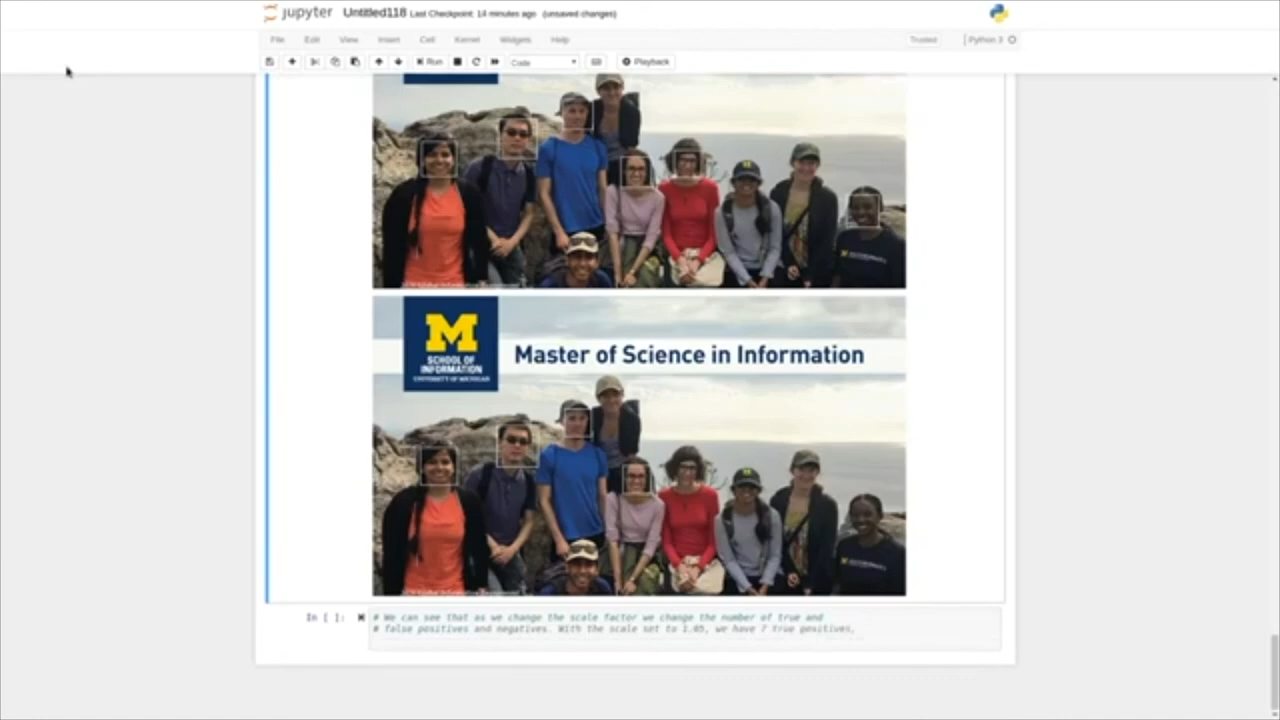 jupyter Untitled118 Last Checkpoint: 14 minutes ago (unsaved changes)
File Edit View Insert Cell Kernel Widgets Help Trusted Python 3
Run Code Playback
M
SCHOOL OF
INFORMATION
UNIVERSITY OF MICHIGAN
Master of Science in Information
In [ ]: # We can see that as we change the scale factor we change the number of true and
# false positives and negatives. With the scale set to 1.05, we have 7 true positives,